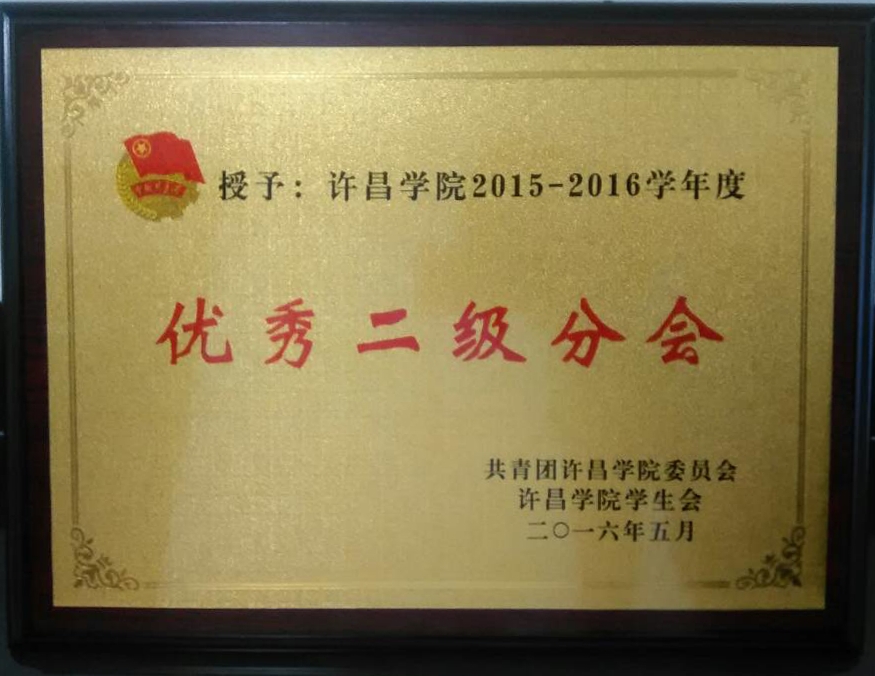 授予：许昌学院2015-2016学年度
优秀二级分会
共青团许昌学院委员会
许昌学院学生会
二〇一六年五月